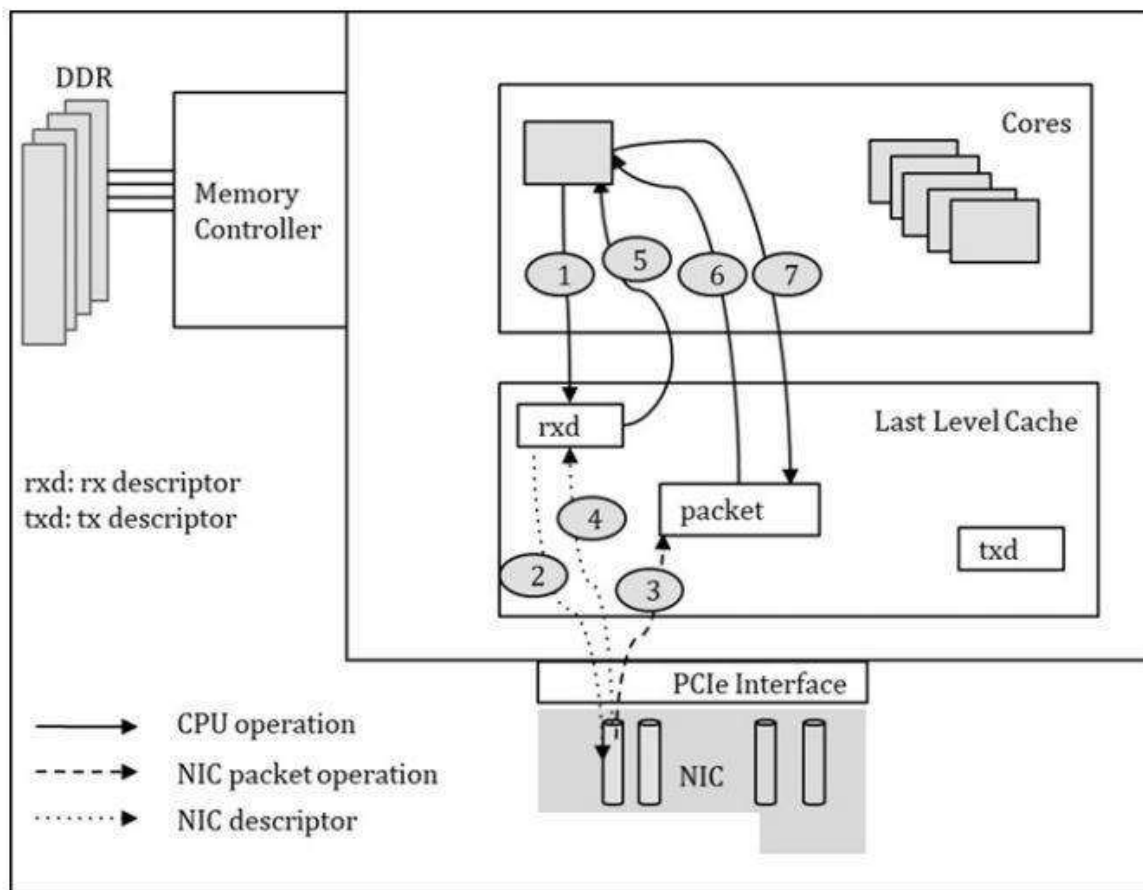 DDR
Memory
Controller
Cores
1
5
6
7
rxd
Last Level Cache
rxd: rx descriptor
txd: tx descriptor
4
packet
txd
2
3
PCIe Interface
CPU operation
NIC packet operation
NIC
NIC descriptor